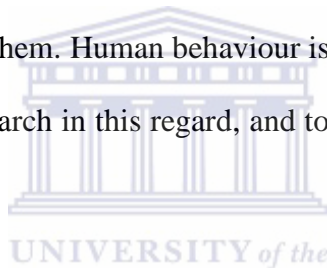 hem. Human behaviour is
arch in this regard, and to
UNIVERSITY of the